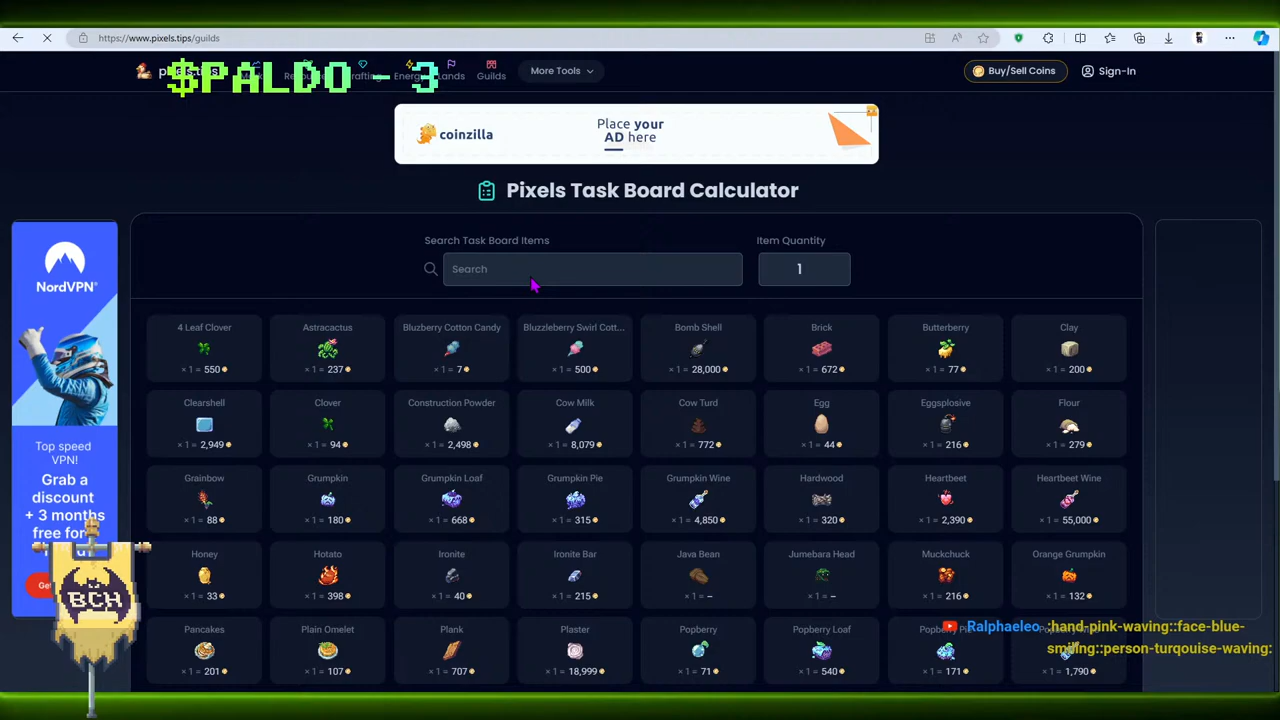 https://www.pixels.tips/guilds
$PALDO - 3
Energy
Lands
Guilds
More Tools
Buy/Sell Coins
Sign-In
coinzilla
Place your
AD here
Pixels Task Board Calculator
Search Task Board Items
Item Quantity
Search
1
4 Leaf Clover
Astracactus
Bluzberry Cotton Candy
Bluzzleberry Swirl Cott...
Bomb Shell
Brick
Butterberry
Clay
× 1 = 550
× 1 = 237
× 1 = 7
× 1 = 500
× 1 = 28,000
× 1 = 672
× 1 = 77
× 1 = 200
Clearshell
Clover
Construction Powder
Cow Milk
Cow Turd
Egg
Eggsplosive
Flour
× 1 = 2,949
× 1 = 94
× 1 = 2,498
× 1 = 8,079
× 1 = 772
× 1 = 44
× 1 = 216
× 1 = 279
Grainbow
Grumpkin
Grumpkin Loaf
Grumpkin Pie
Grumpkin Wine
Hardwood
Heartbeet
Heartbeet Wine
× 1 = 88
× 1 = 180
× 1 = 668
× 1 = 315
× 1 = 4,850
× 1 = 320
× 1 = 2,390
× 1 = 55,000
Honey
Hotato
Ironite
Ironite Bar
Java Bean
Jumebara Head
Muckchuck
Orange Grumpkin
× 1 = 33
× 1 = 398
× 1 = 40
× 1 = 215
× 1 = –
× 1 = –
× 1 = 216
× 1 = 132
Pancakes
Plain Omelet
Plank
Plaster
Popberry
Popberry Loaf
× 1 = 201
× 1 = 107
× 1 = 707
× 1 = 18,999
× 1 = 71
× 1 = 540
× 1 = 171
× 1 = 1,790
NordVPN®
Top speed
VPN!
Grab a
discount
+ 3 months
free for
BCH
Ralphaeleo :hand-pink-waving::face-blue-
smiling::person-turqouise-waving: